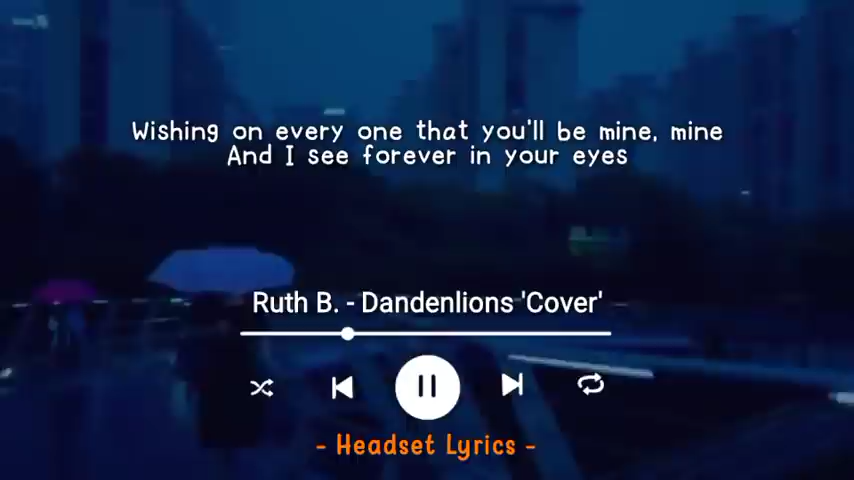 Wishing on every one that you'll be mine, mine
And I see forever in your eyes
Ruth B. - Dandenlions 'Cover'
- Headset Lyrics -